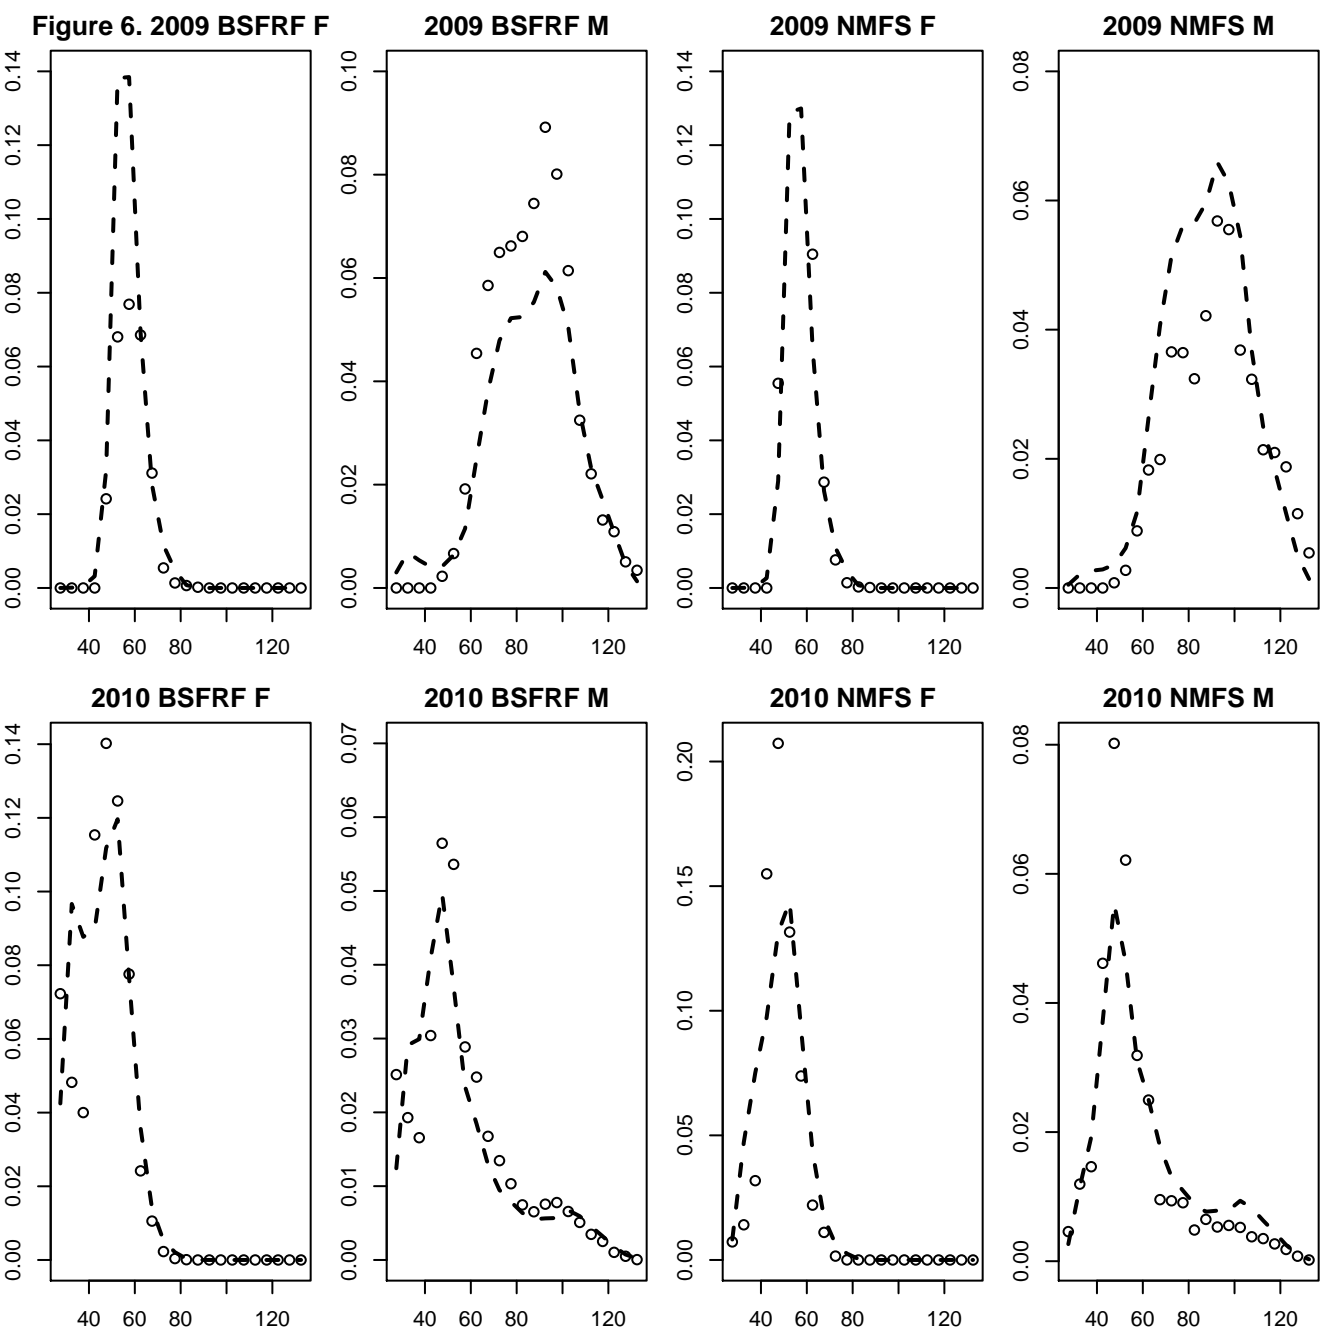 Figure 6. 2009 BSFRF F
0.00 0.02 0.04 0.06 0.08 0.10 0.12 0.14
40 60 80 120
2009 BSFRF M
0.00 0.02 0.04 0.06 0.08 0.10
40 60 80 120
2009 NMFS F
0.00 0.02 0.04 0.06 0.08 0.10 0.12 0.14
40 60 80 120
2009 NMFS M
0.00 0.02 0.04 0.06 0.08
40 60 80 120
2010 BSFRF F
0.00 0.02 0.04 0.06 0.08 0.10 0.12 0.14
40 60 80 120
2010 BSFRF M
0.00 0.01 0.02 0.03 0.04 0.05 0.06 0.07
40 60 80 120
2010 NMFS F
0.00 0.05 0.10 0.15 0.20
40 60 80 120
2010 NMFS M
0.00 0.02 0.04 0.06 0.08
40 60 80 120